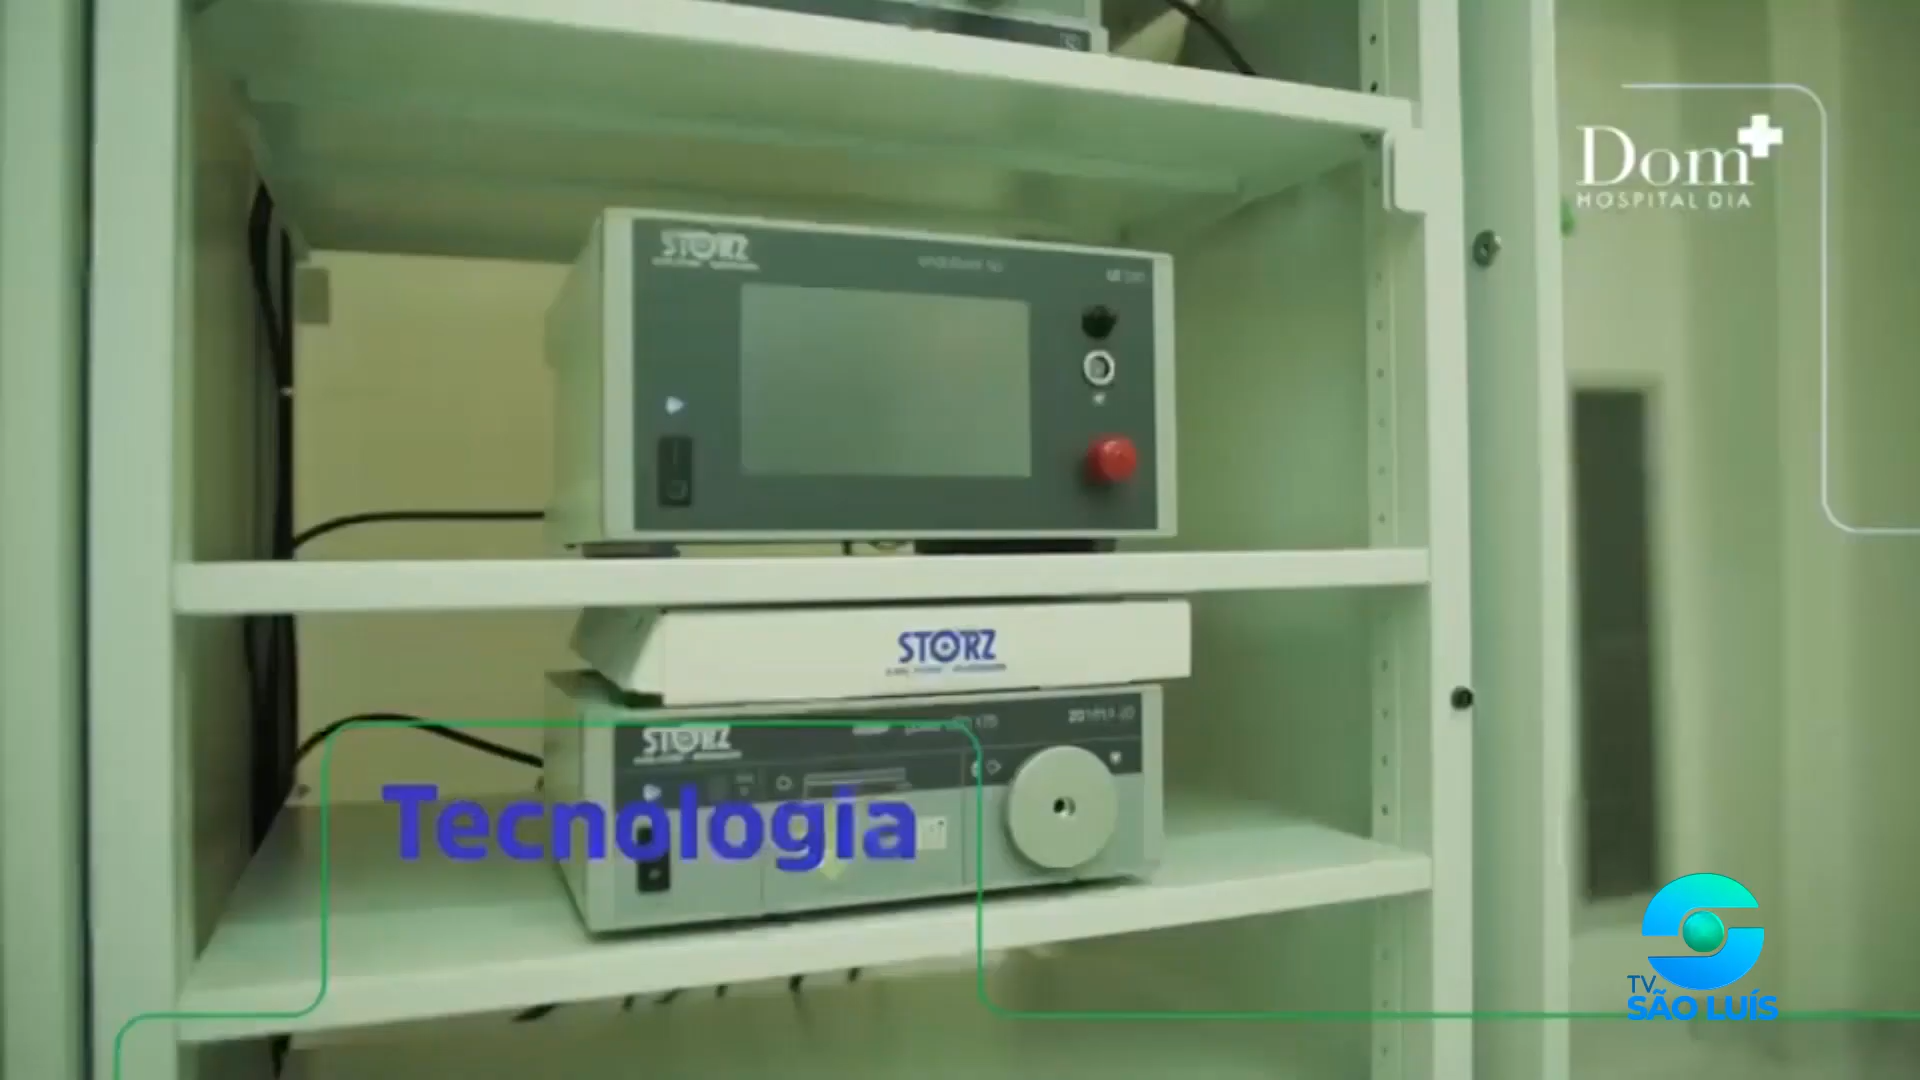 Dom
HOSPITAL DIA
STORZ
STORZ
STORZ
Tecnologia
TV
SÃO LUÍS